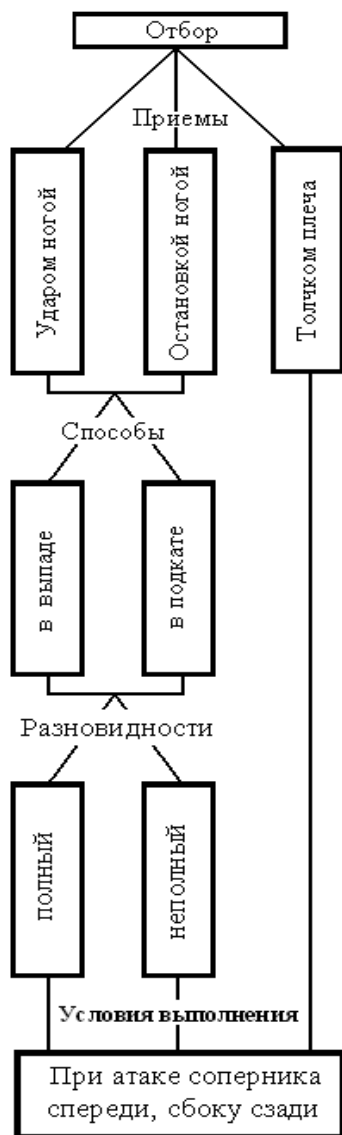 Отбор
Приемы
Ударом ногой
Остановкой ногой
Толчком плеча
Способы
в выпаде
в подкате
Разновидности
полный
неполный
Условия выполнения
При атаке соперника
спереди, сбоку сзади